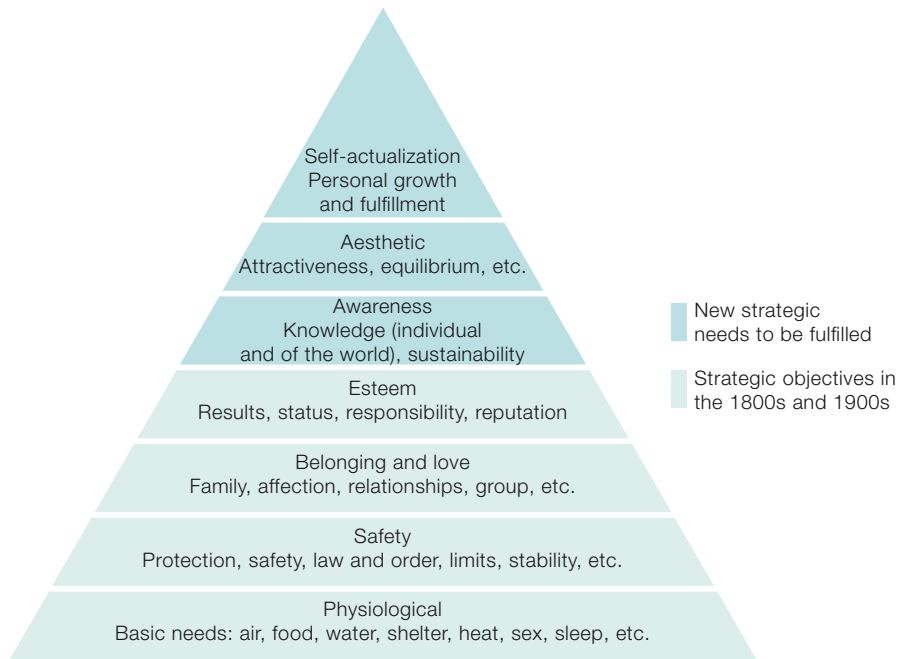 Self-actualization
Personal growth
and fulfillment
Aesthetic
Attractiveness, equilibrium, etc.
Awareness
Knowledge (individual
and of the world), sustainability
Esteem
Results, status, responsibility, reputation
Belonging and love
Family, affection, relationships, group, etc.
Safety
Protection, safety, law and order, limits, stability, etc.
Physiological
Basic needs: air, food, water, shelter, heat, sex, sleep, etc.
New strategic
needs to be fulfilled
Strategic objectives in
the 1800s and 1900s